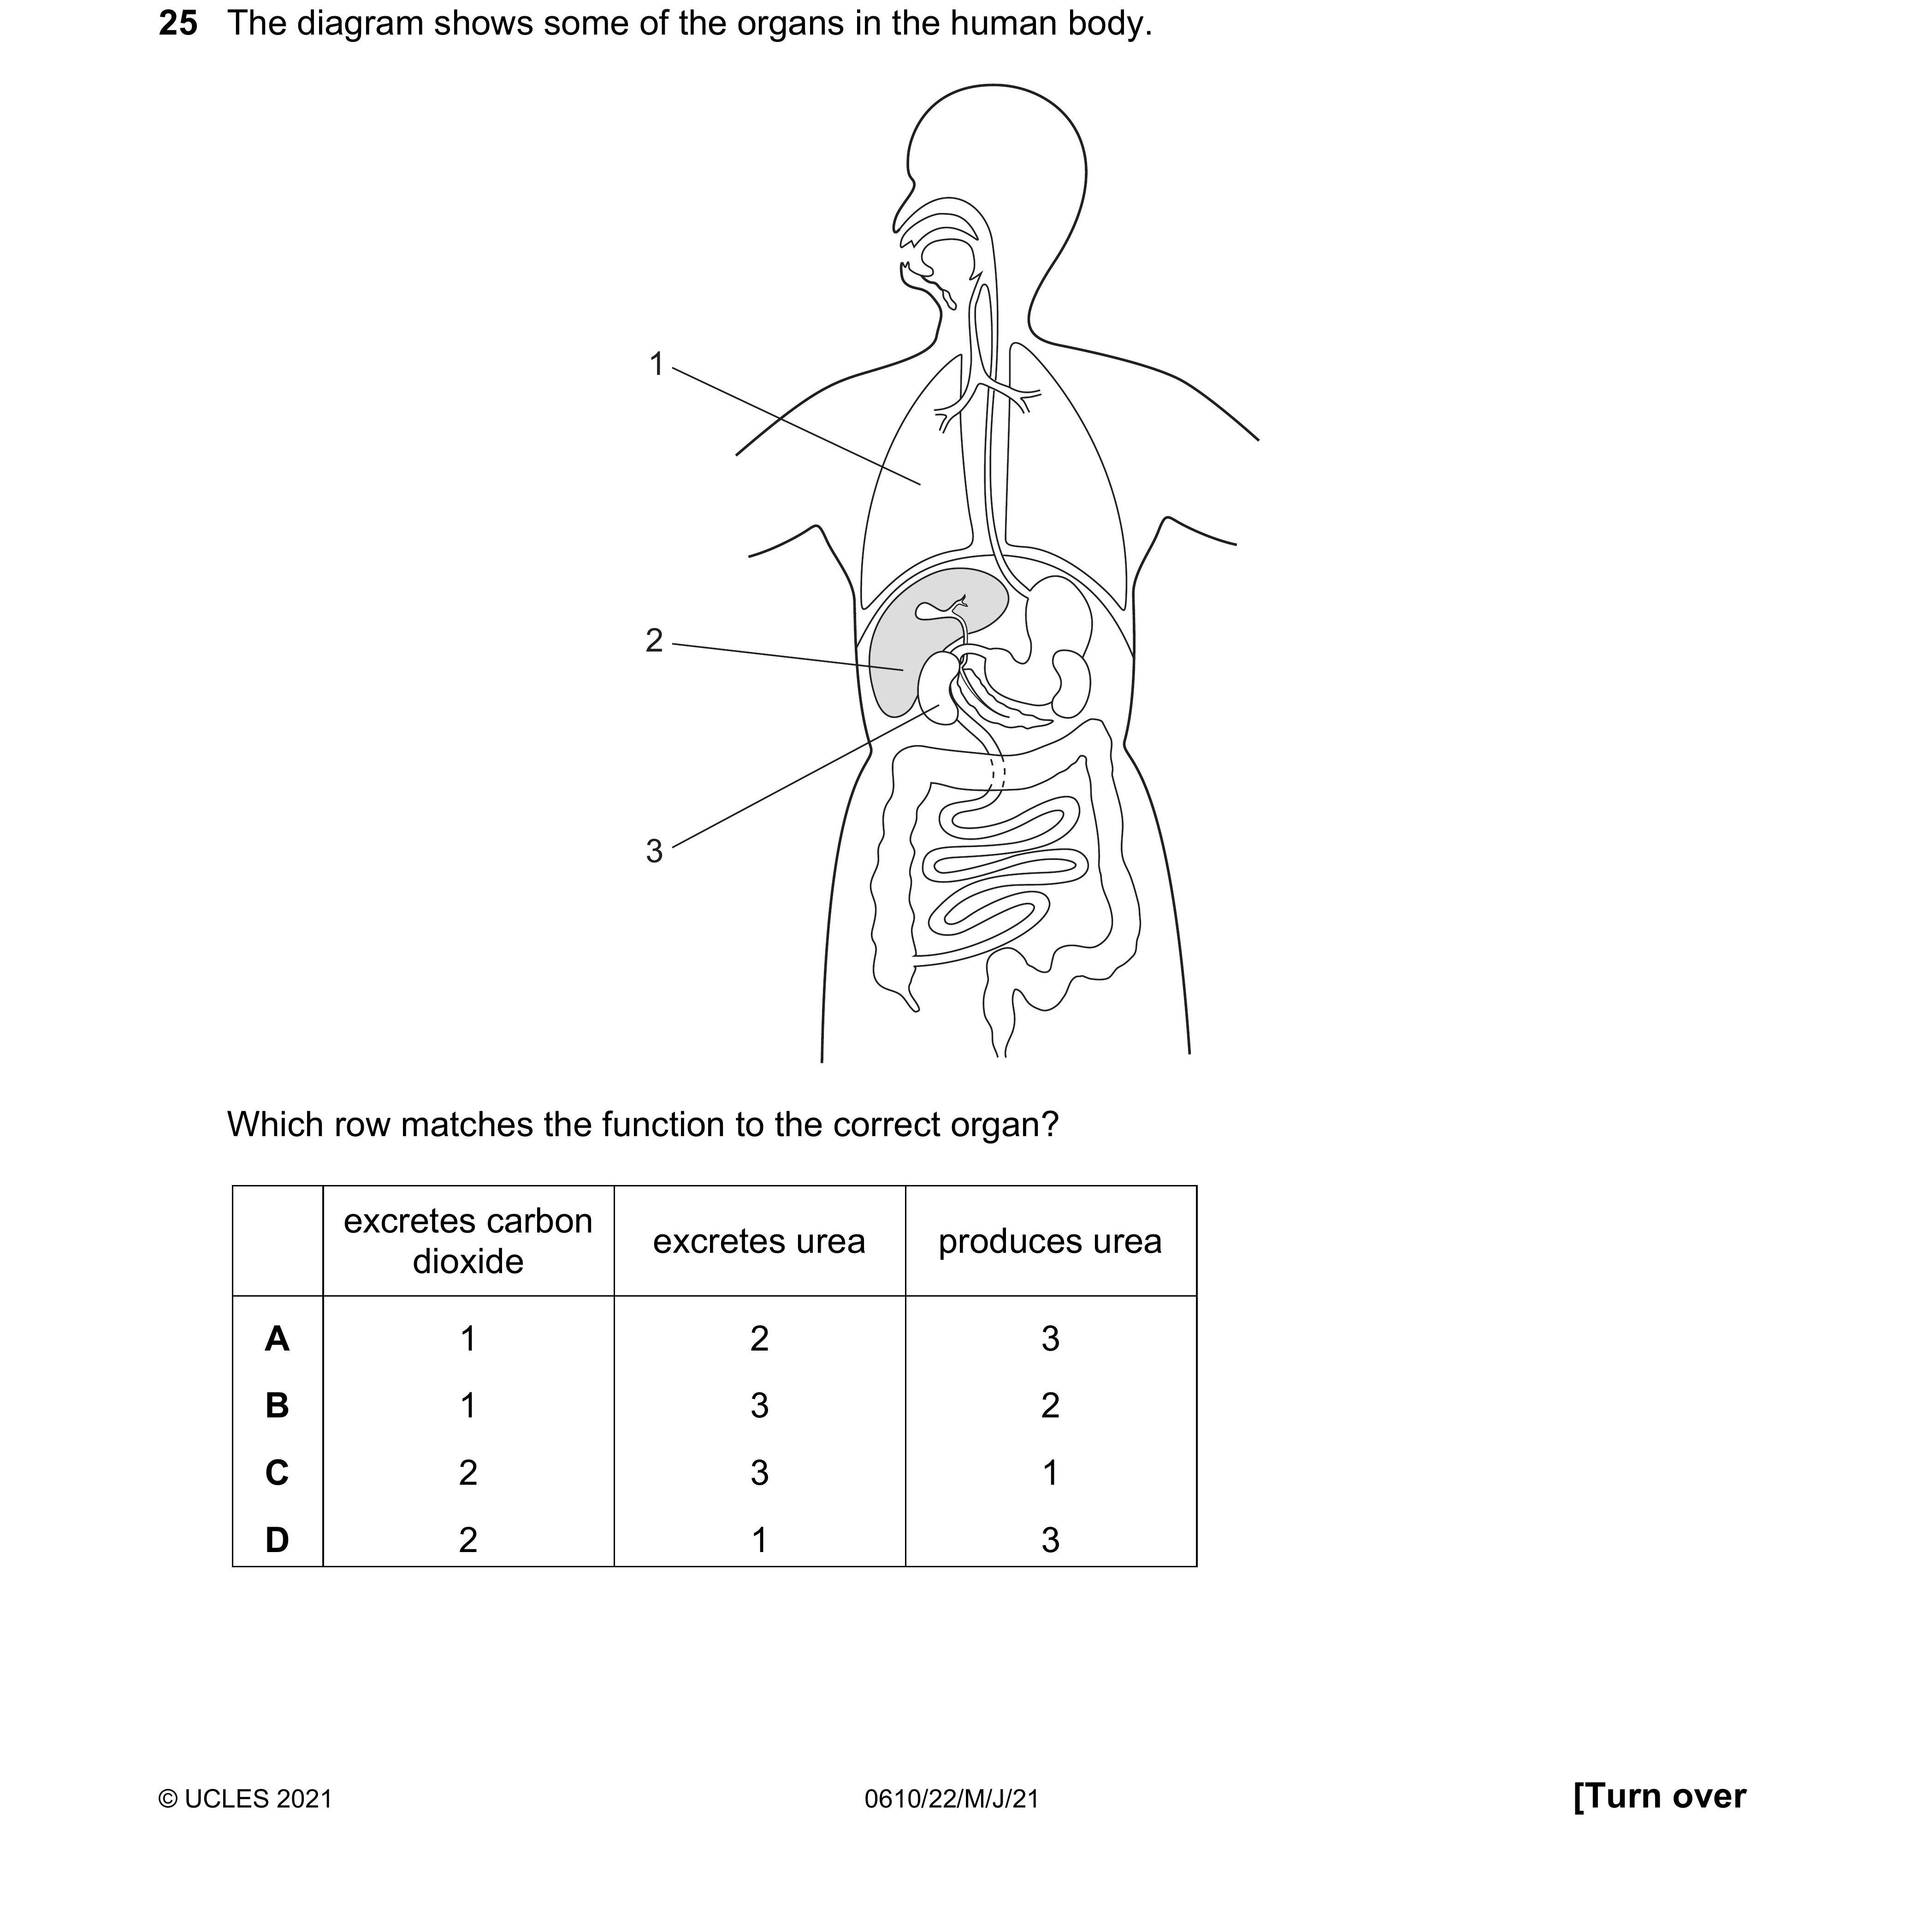 25 The diagram shows some of the organs in the human body.
1
2
3
Which row matches the function to the correct organ?
excretes carbon dioxide excretes urea produces urea
A 1 2 3
B 1 3 2
C 2 3 1
D 2 1 3
© UCLES 2021 0610/22/M/J/21 [Turn over